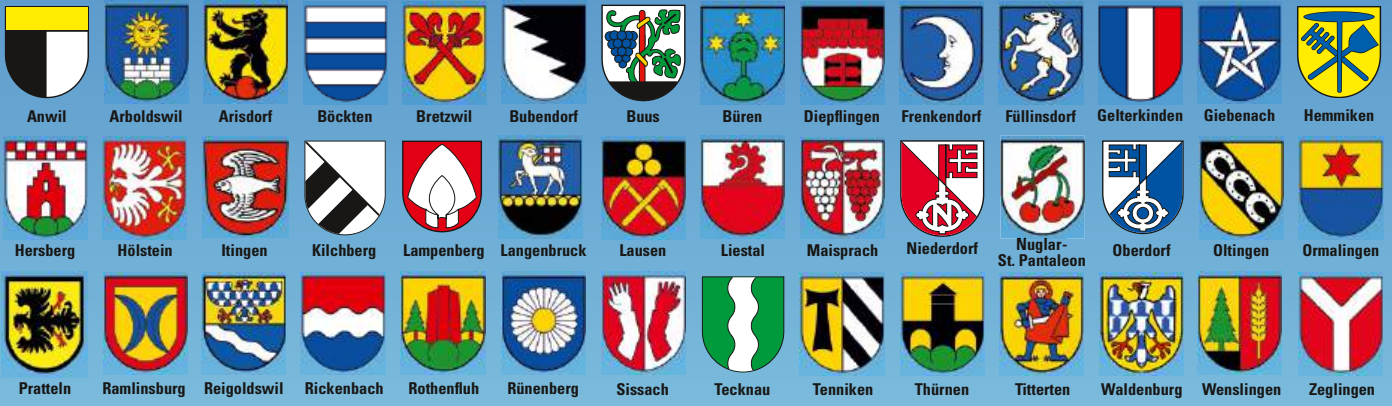 Anwil Arboldswil Arisdorf Böckten Bretzwil Bubendorf Buus Büren Diepflingen Frenkendorf Füllinsdorf Gelterkinden Giebenach Hemmiken
Hersberg Hölstein Itingen Kilchberg Lampenberg Langenbruck Lausen Liestal Maisprach Niederdorf Nuglar-
St. Pantaleon Oberdorf Oltingen Ormalingen
Pratteln Ramlinsburg Reigoldswil Rickenbach Rothenfluh Rünenberg Sissach Tecknau Tenniken Thürnen Titterten Waldenburg Wenslingen Zeglingen